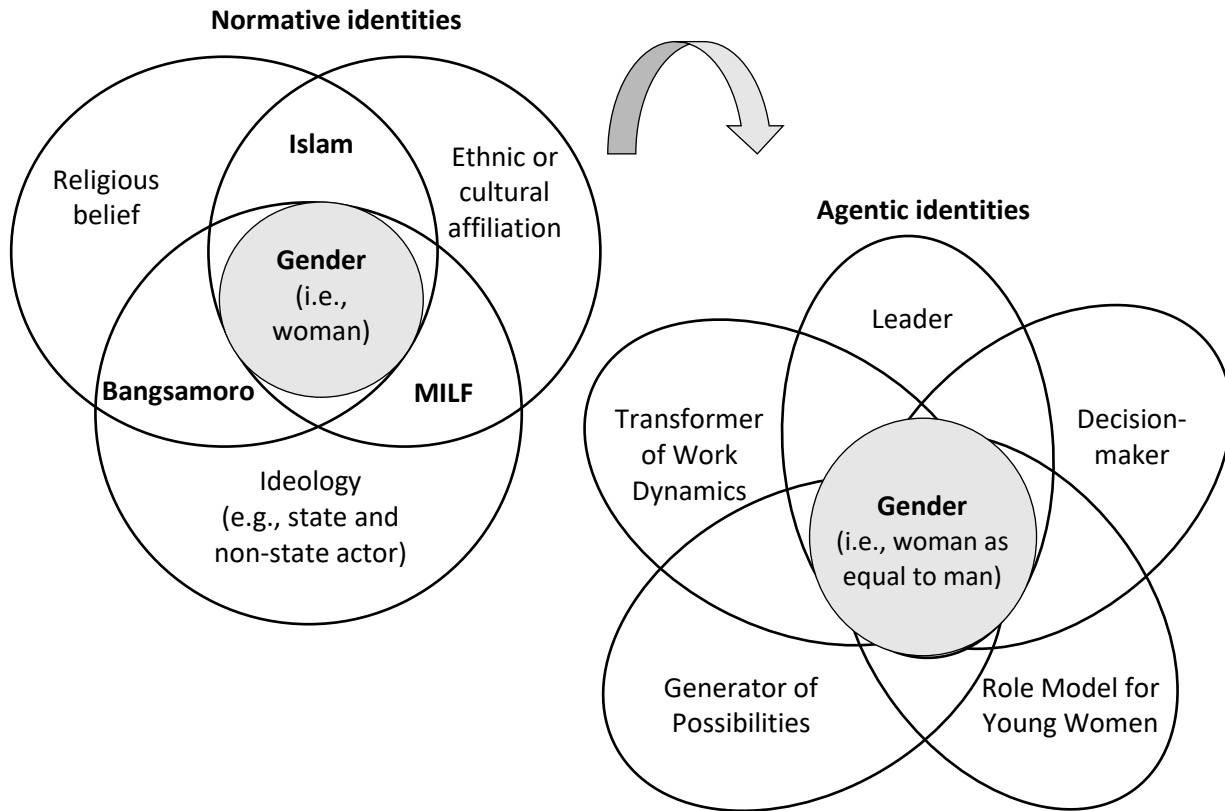 Normative identities
Islam
Religious
belief
Ethnic or
cultural
affiliation
Gender
(i.e.,
woman)
Bangsamoro
MILF
Ideology
(e.g., state and
non-state actor)
Agentic identities
Leader
Transformer
of Work
Dynamics
Decision-
maker
Gender
(i.e., woman as
equal to man)
Generator of
Possibilities
Role Model for
Young Women